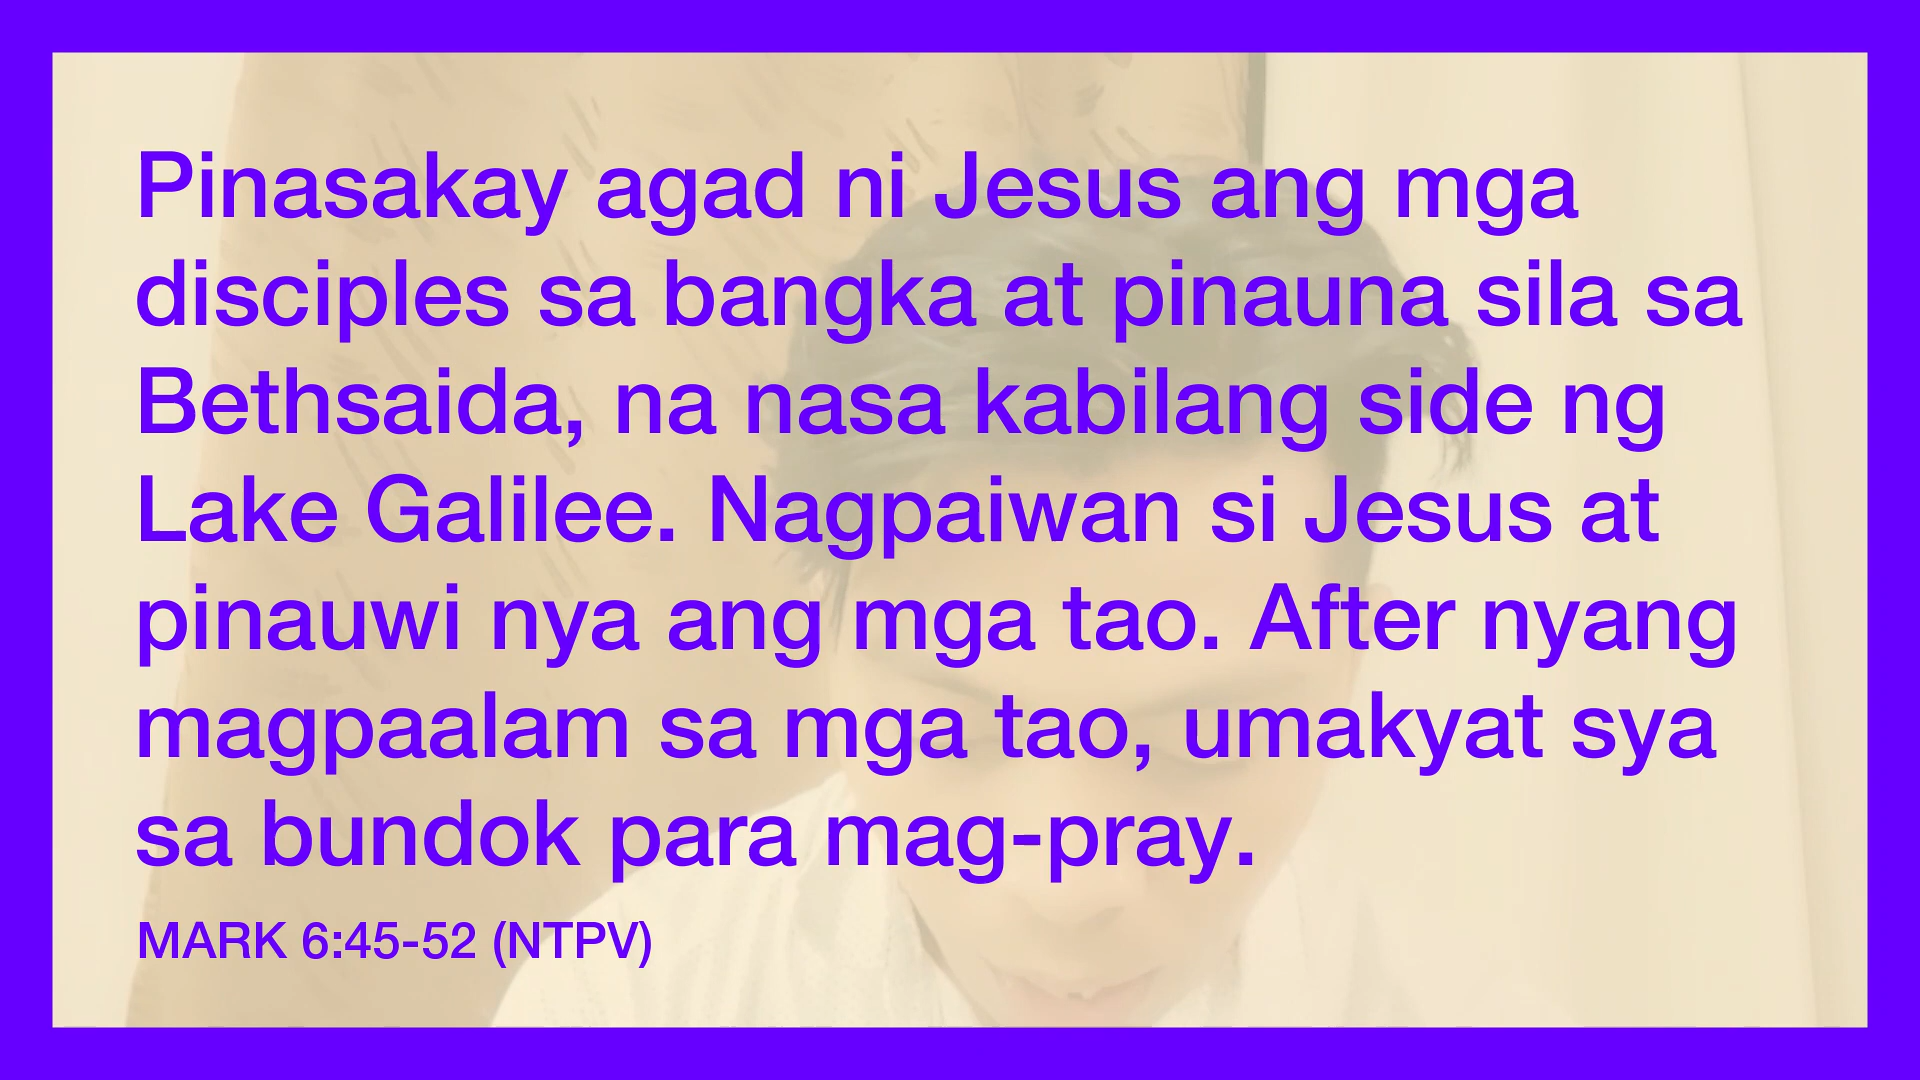 Pinasakay agad ni Jesus ang mga
disciples sa bangka at pinauna sila sa
Bethsaida, na nasa kabilang side ng
Lake Galilee. Nagpaiwan si Jesus at
pinauwi nya ang mga tao. After nyang
magpaalam sa mga tao, umakyat sya
sa bundok para mag-pray.
MARK 6:45-52 (NTPV)